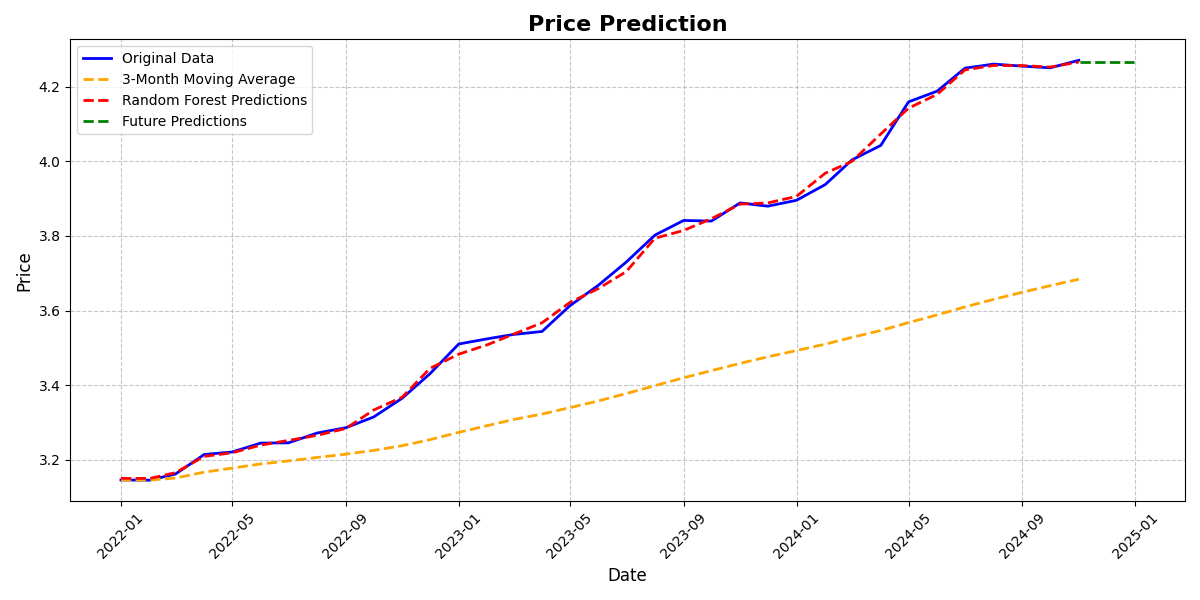 Price Prediction
Original Data
3-Month Moving Average
Random Forest Predictions
Future Predictions
Price
4.2
4.0
3.8
3.6
3.4
3.2
2022-01
2022-05
2022-09
2023-01
2023-05
2023-09
2024-01
2024-05
2024-09
2025-01
Date